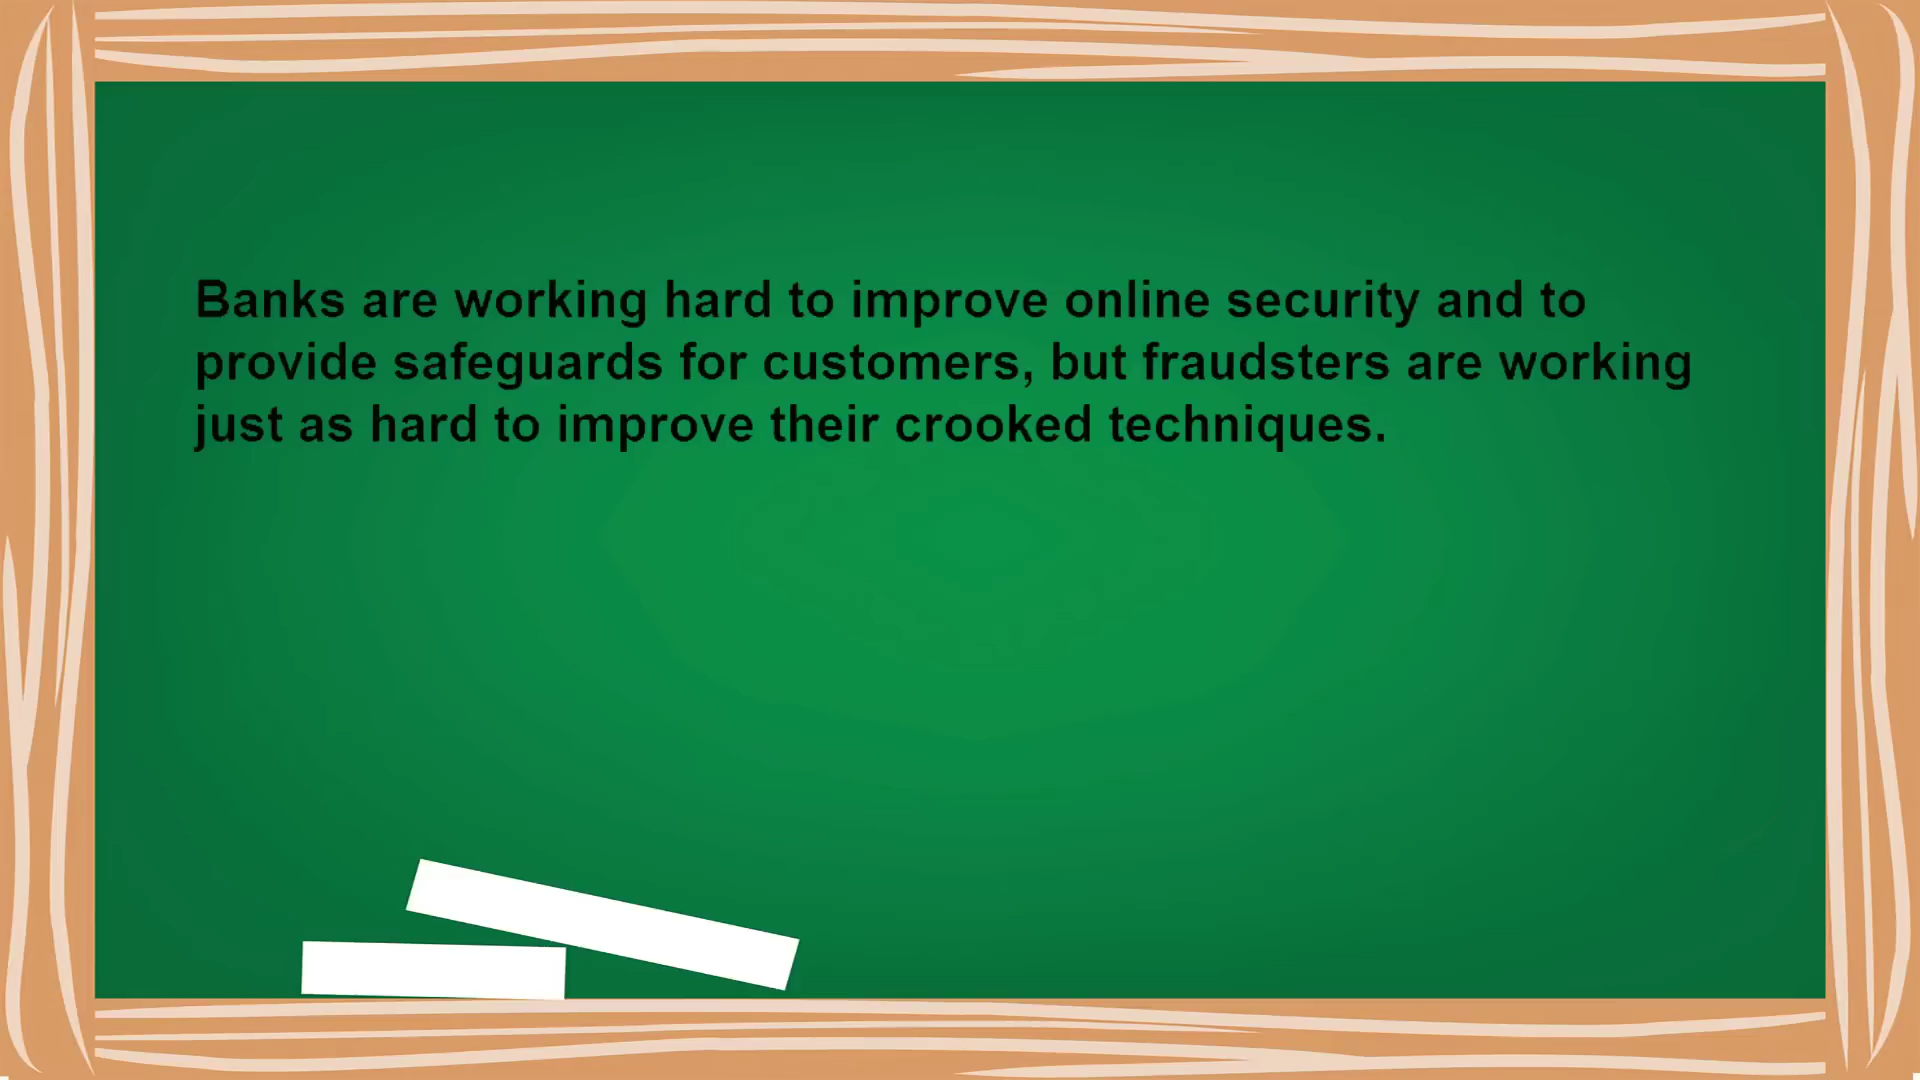 Banks are working hard to improve online security and to
provide safeguards for customers, but fraudsters are working
just as hard to improve their crooked techniques.